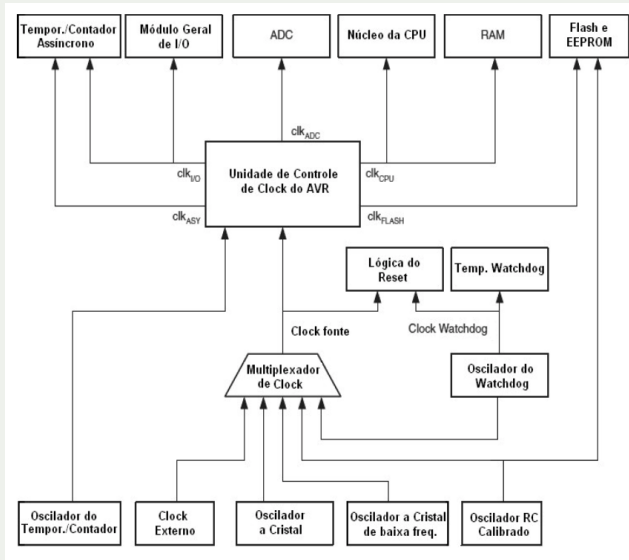 Tempor./Contador
Assíncrono
Módulo Geral
de I/O
ADC
Núcleo da CPU
RAM
Flash e
EEPROM
clkADC
Unidade de Controle
de Clock do AVR
clkI/O
clkCPU
clkASY
clkFLASH
Lógica do
Reset
Temp. Watchdog
Clock fonte
Clock Watchdog
Multiplexador
de Clock
Oscilador do
Watchdog
Oscilador do
Tempor./Contador
Clock
Externo
Oscilador
a Cristal
Oscilador a Cristal
de baixa freq.
Oscilador RC
Calibrado